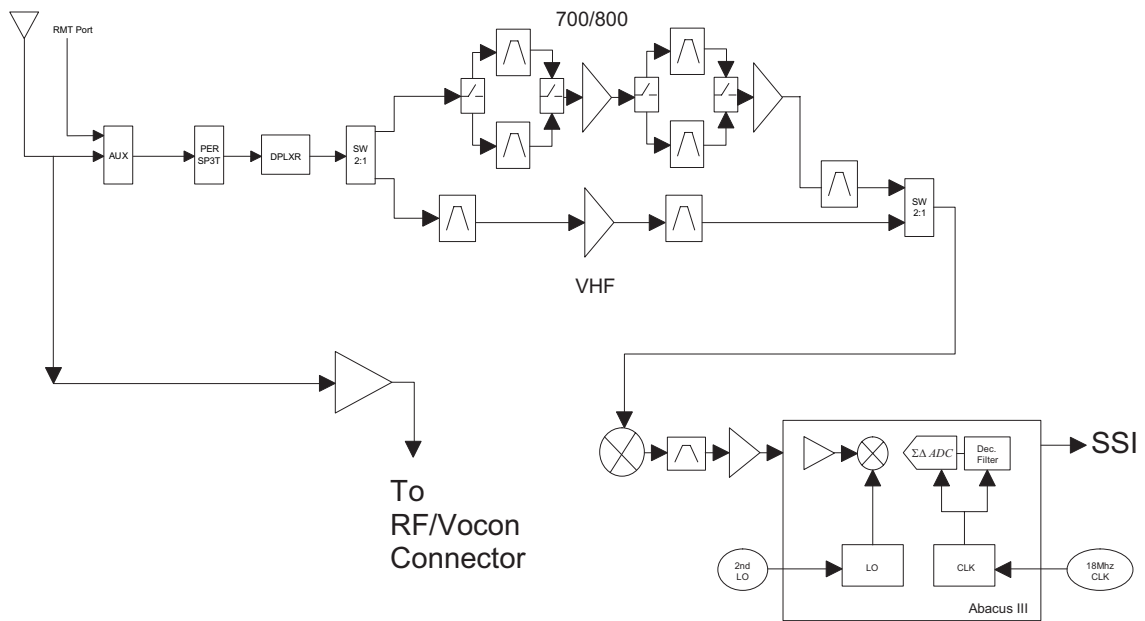 700/800
RMT Port
AUX
PER
SP3T
DPLXR
SW
2:1
SW
2:1
VHF
To
RF/Vocon
Connector
SSI
ΣΔ ADC
Dec.
Filter
2nd
LO
LO
CLK
18Mhz
CLK
Abacus III